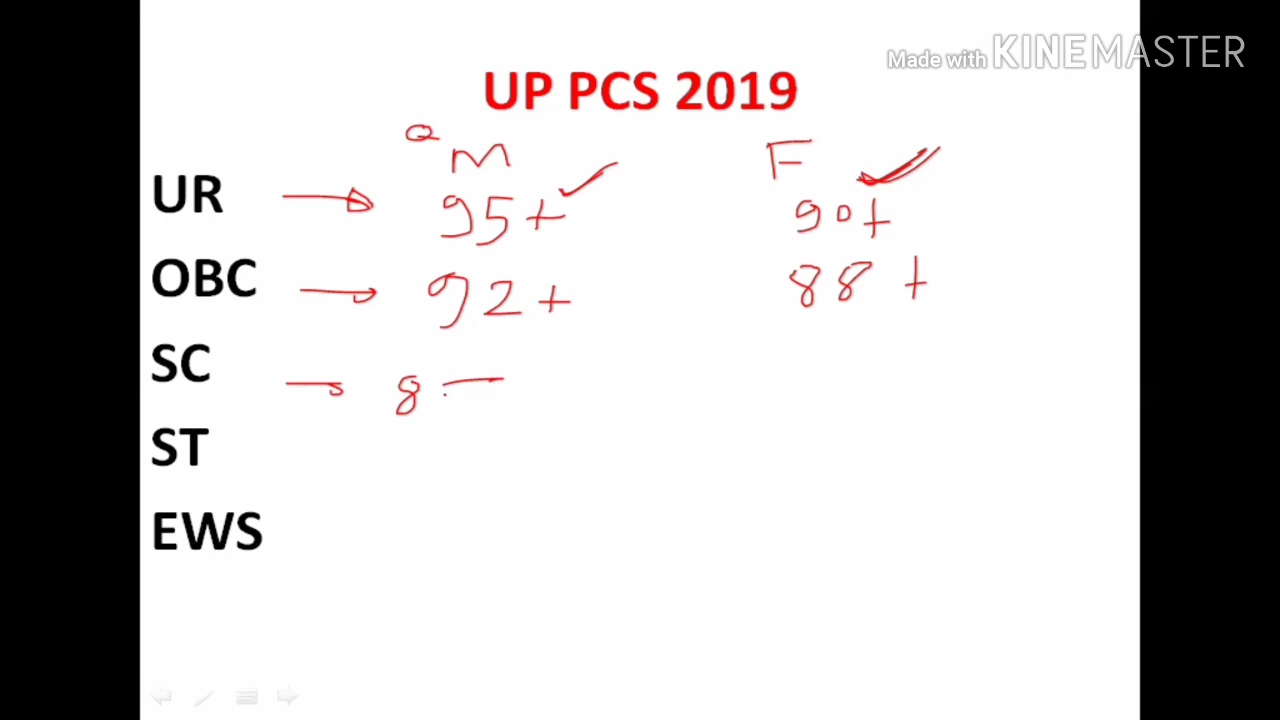 Made with KINEMASTER
UP PCS 2019
M F
UR 95+ 90+
OBC 92+ 88+
SC 8
ST
EWS